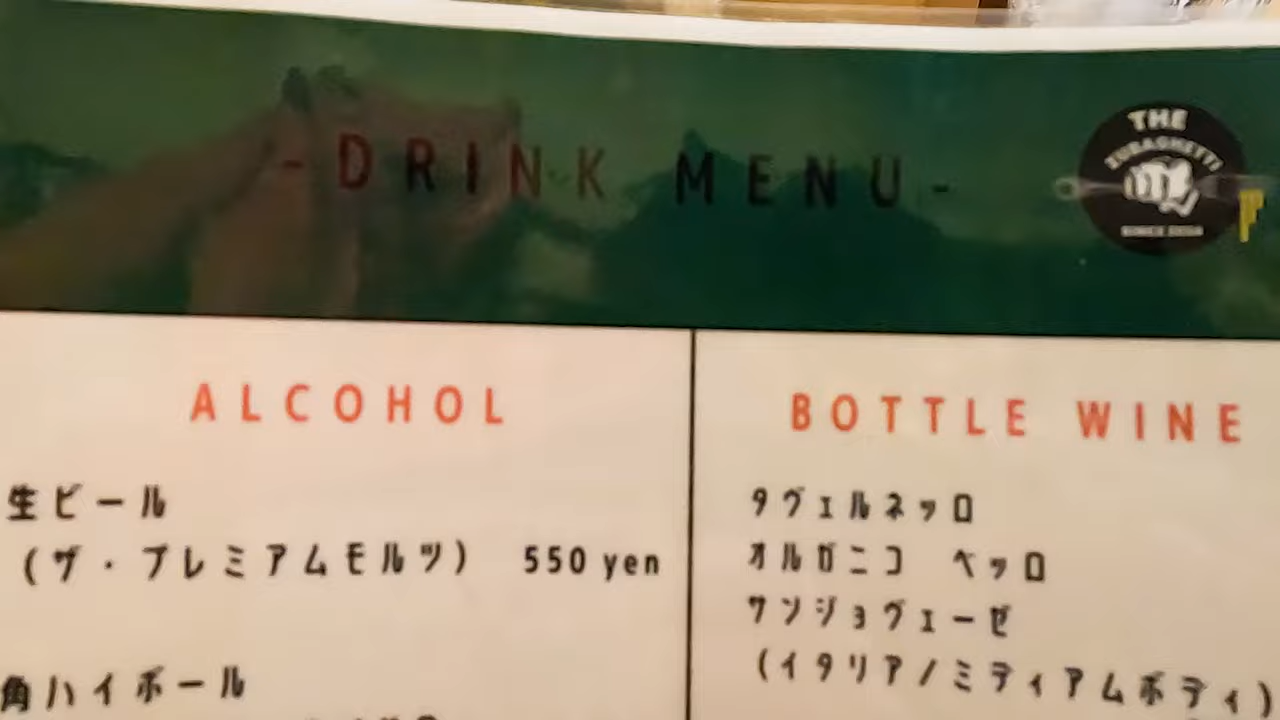 -DRINK MENU-
THE
ZUBAGHETTI
ALCOHOL
生ビール
(ザ・プレミアムモルツ) 550 yen
角ハイボール
BOTTLE WINE
タヴェルネッロ
オルガニコ ベッロ
サンジョヴェーゼ
(イタリア/ミディアムボディ)